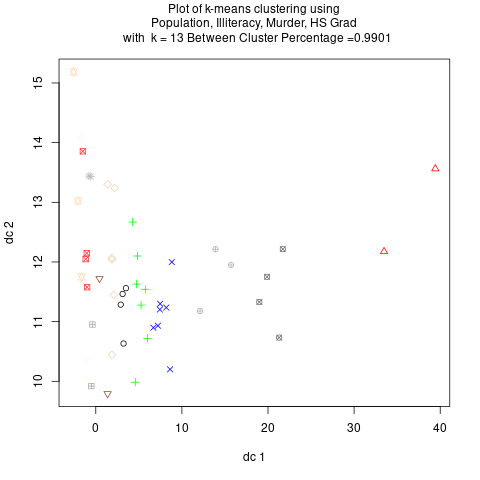 Plot of k-means clustering using
Population, Illiteracy, Murder, HS Grad
with  k = 13 Between Cluster Percentage =0.9901
15
14
13
12
11
10
dc 2
0 10 20 30 40
dc 1